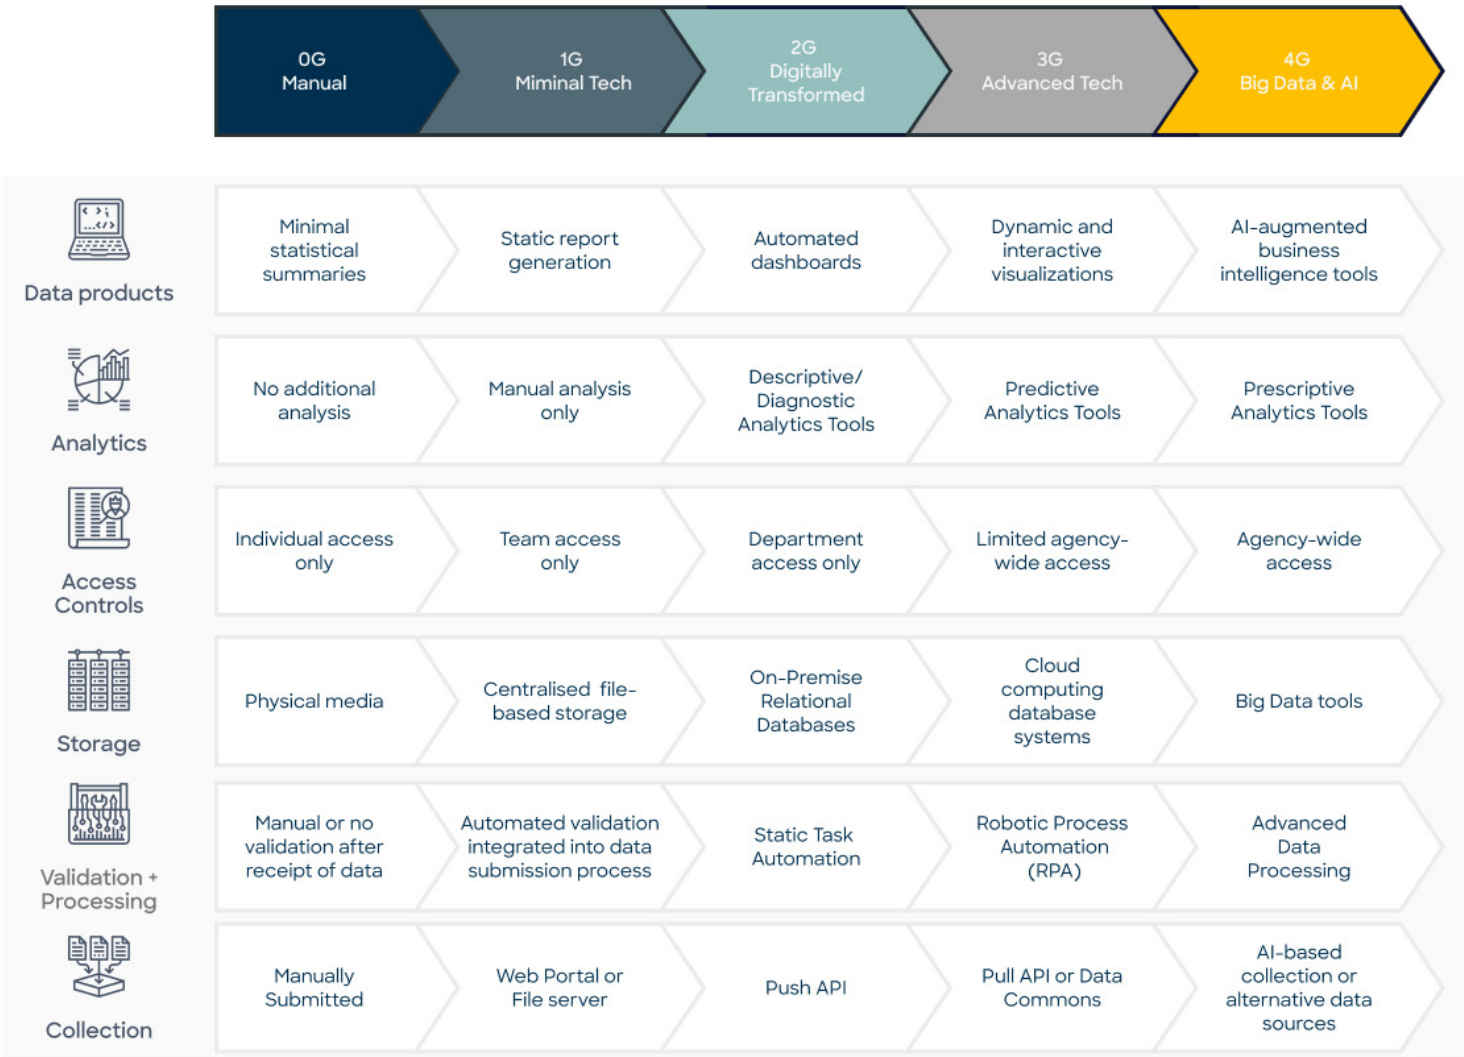 0G
Manual
1G
Miminal Tech
2G
Digitally
Transformed
3G
Advanced Tech
4G
Big Data & AI
Data products
Minimal
statistical
summaries
Static report
generation
Automated
dashboards
Dynamic and
interactive
visualizations
AI-augmented
business
intelligence tools
Analytics
No additional
analysis
Manual analysis
only
Descriptive/
Diagnostic
Analytics Tools
Predictive
Analytics Tools
Prescriptive
Analytics Tools
Access
Controls
Individual access
only
Team access
only
Department
access only
Limited agency-
wide access
Agency-wide
access
Storage
Physical media
Centralised file-
based storage
On-Premise
Relational
Databases
Cloud
computing
database
systems
Big Data tools
Validation +
Processing
Manual or no
validation after
receipt of data
Automated validation
integrated into data
submission process
Static Task
Automation
Robotic Process
Automation
(RPA)
Advanced
Data
Processing
Collection
Manually
Submitted
Web Portal or
File server
Push API
Pull API or Data
Commons
AI-based
collection or
alternative data
sources